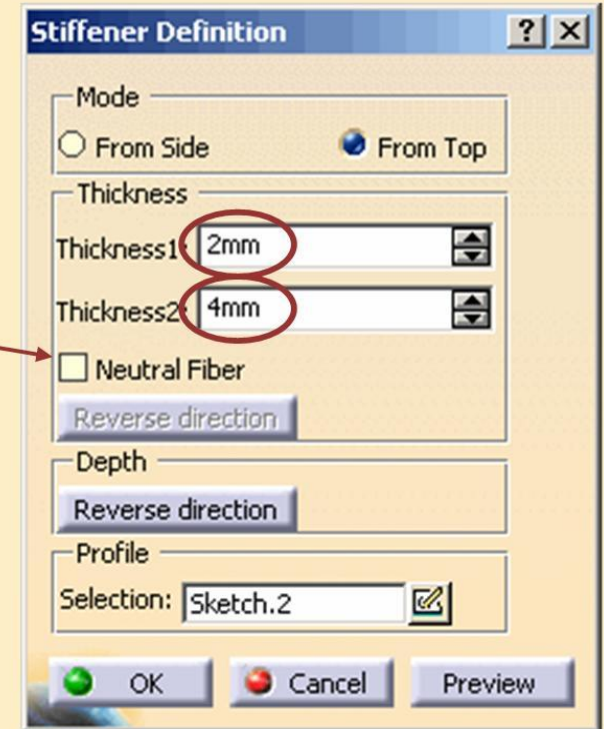 Stiffener Definition
Mode
From Side From Top
Thickness
Thickness1: 2mm
Thickness2: 4mm
Neutral Fiber
Reverse direction
Depth
Reverse direction
Profile
Selection: Sketch.2
OK Cancel Preview